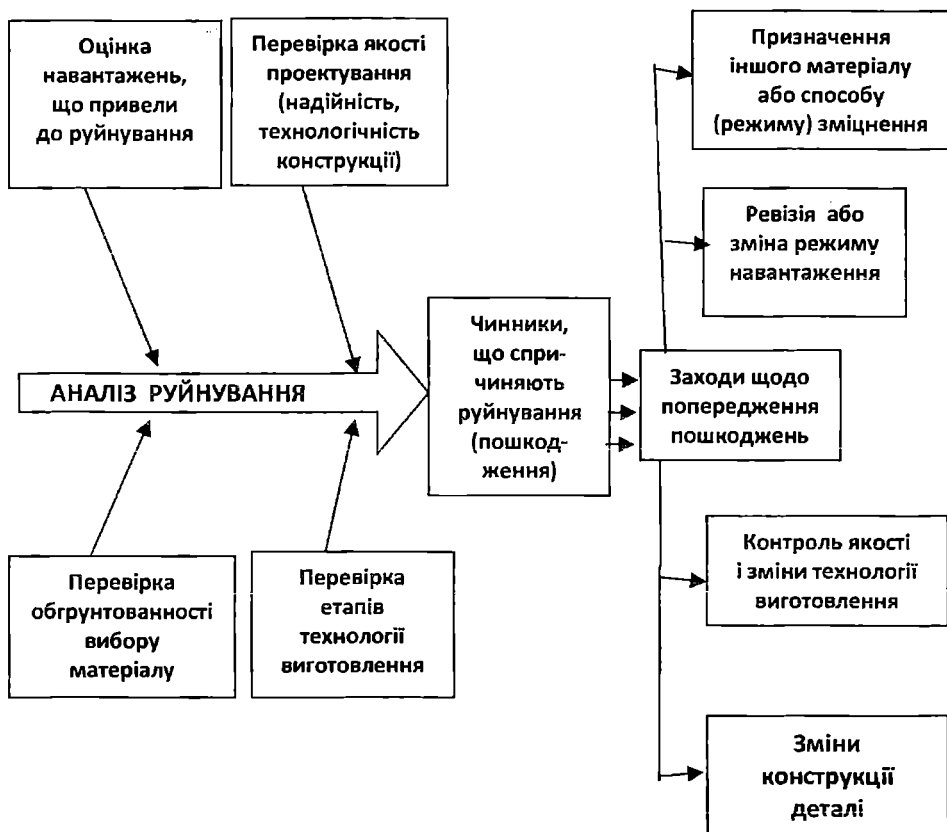 Оцінка
навантажень,
що привели
до руйнування
Перевірка якості
проектування
(надійність,
технологічність
конструкції)
Призначення
іншого матеріалу
або способу
(режиму) зміцнення
Ревізія або
зміна режиму
навантаження
АНАЛІЗ РУЙНУВАННЯ
Чинники,
що спри-
чиняють
руйнування
(пошкод-
ження)
Заходи щодо
попередження
пошкоджень
Перевірка
обгрунтованності
вибору
матеріалу
Перевірка
етапів
технології
виготовлення
Контроль якості
і зміни технології
виготовлення
Зміни
конструкції
деталі